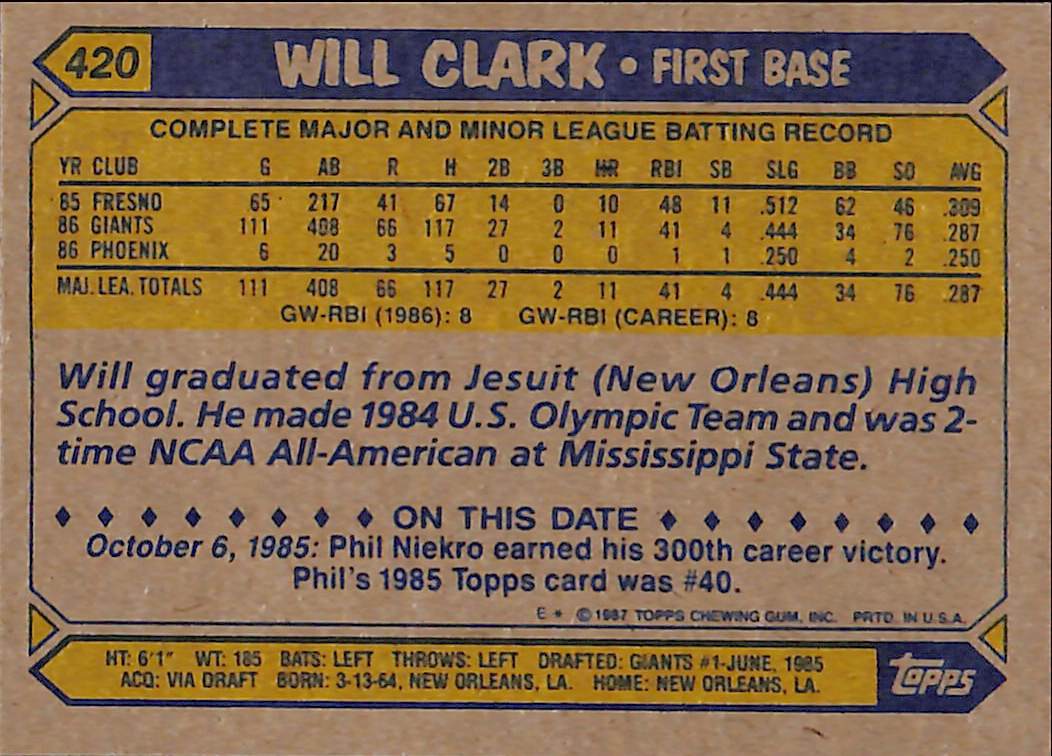 420 WILL CLARK • FIRST BASE
COMPLETE MAJOR AND MINOR LEAGUE BATTING RECORD
YR CLUB G AB R H 2B 3B HR RBI SB SLG BB SO AVG
85 FRESNO 65 217 41 67 14 0 10 48 11 .512 62 46 .309
86 GIANTS 111 408 66 117 27 2 11 41 4 .444 34 76 .287
86 PHOENIX 6 20 3 5 0 0 0 1 1 .250 4 2 .250
MAJ. LEA. TOTALS 111 408 66 117 27 2 11 41 4 .444 34 76 .287
GW-RBI (1986): 8 GW-RBI (CAREER): 8
Will graduated from Jesuit (New Orleans) High
School. He made 1984 U.S. Olympic Team and was 2-
time NCAA All-American at Mississippi State.
♦ ♦ ♦ ♦ ♦ ♦ ♦ ♦ ON THIS DATE ♦ ♦ ♦ ♦ ♦ ♦ ♦ ♦
October 6, 1985: Phil Niekro earned his 300th career victory.
Phil's 1985 Topps card was #40.
E * © 1987 TOPPS CHEWING GUM, INC. PRTD. IN U.S.A.
HT: 6'1" WT: 185 BATS: LEFT THROWS: LEFT DRAFTED: GIANTS #1-JUNE, 1985
ACQ: VIA DRAFT BORN: 3-13-64, NEW ORLEANS, LA. HOME: NEW ORLEANS, LA.
topps